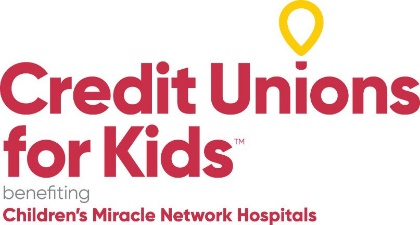 Credit Unions
for Kids™
benefiting
Children's Miracle Network Hospitals